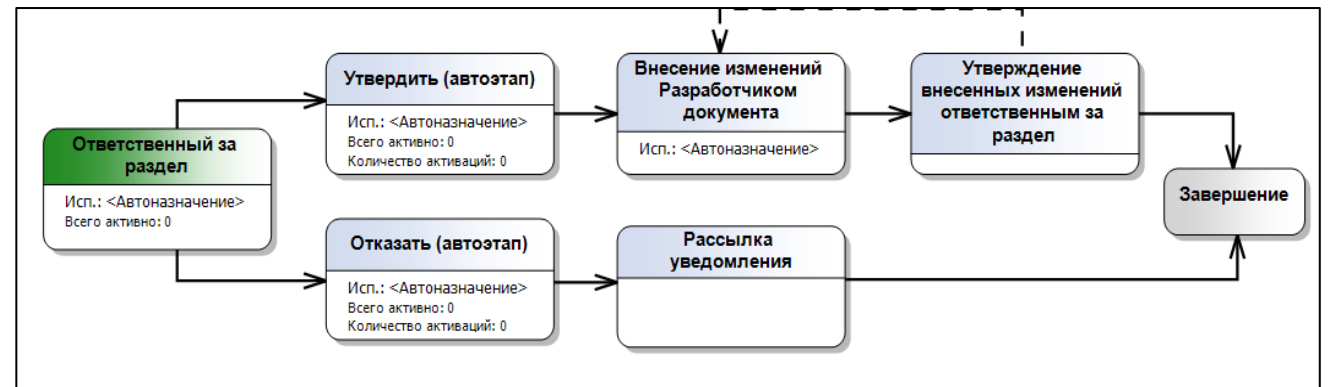 Ответственный за
раздел
Исп.: <Автоназначение>
Всего активно: 0
Утвердить (автоэтап)
Исп.: <Автоназначение>
Всего активно: 0
Количество активаций: 0
Внесение изменений
Разработчиком
документа
Исп.: <Автоназначение>
Утверждение
внесенных изменений
ответственным за
раздел
Завершение
Отказать (автоэтап)
Исп.: <Автоназначение>
Всего активно: 0
Количество активаций: 0
Рассылка
уведомления